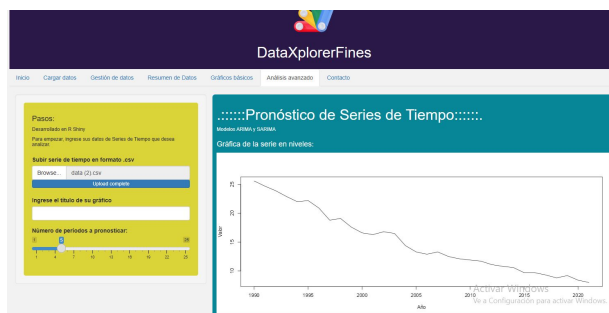 DataXplorerFines
Inicio Cargar datos Gestión de datos Resumen de Datos Gráficos básicos Análisis avanzado Contacto
Pasos:
Desarrollado en R Shiny
Para empezar, ingrese sus datos de Series de Tiempo que desea
analizar.
Subir serie de tiempo en formato .csv
Browse... data (2).csv
Upload complete
Ingrese el título de su gráfico
Número de periodos a pronosticar:
1 5 25
1 4 7 10 13 16 19 22 25
.::::::Pronóstico de Series de Tiempo::::::.
Modelos ARIMA y SARIMA
Gráfica de la serie en niveles:
25
20
15
10
Valor
1990 1995 2000 2005 2010 2015 2020
Año
Activar Windows
Ve a Configuración para activar Windows.